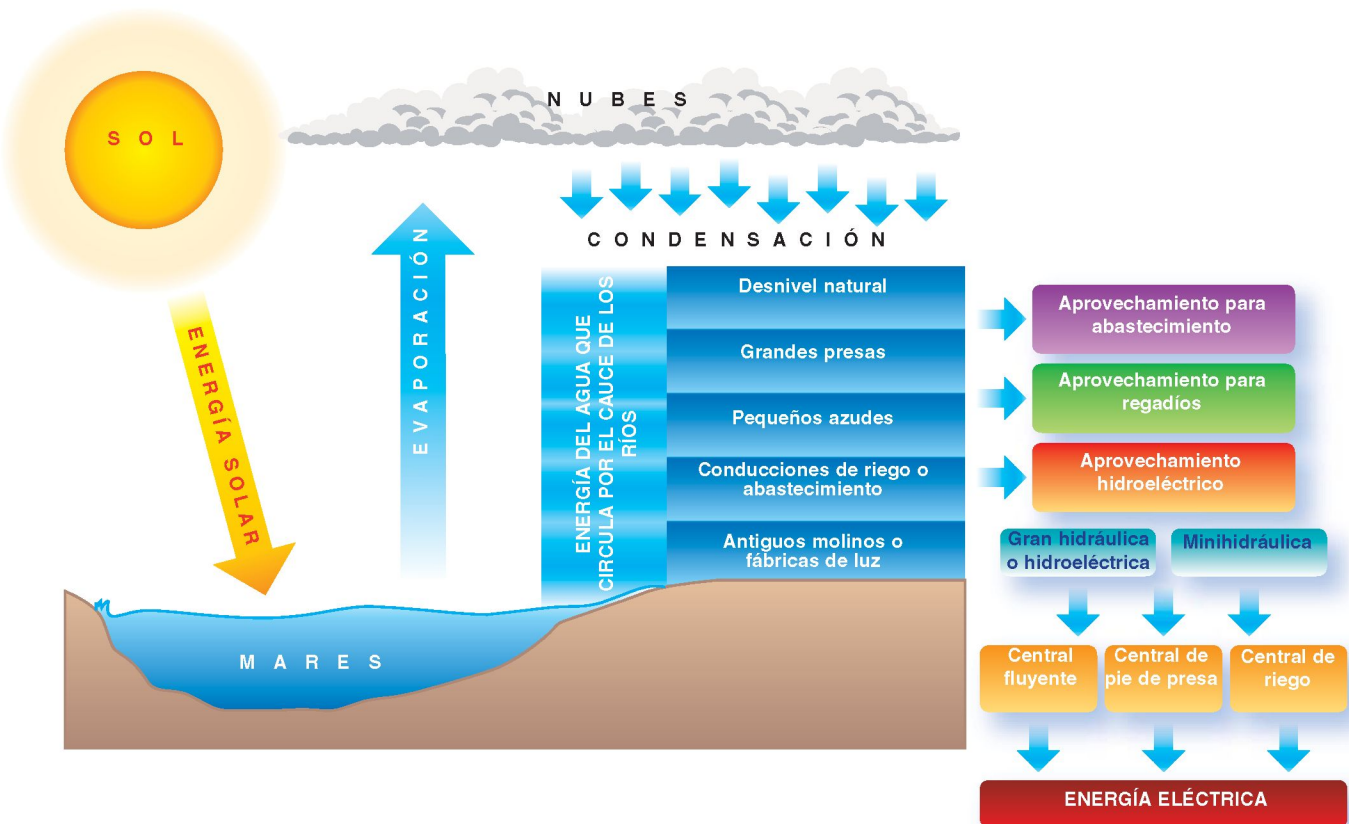 SOL
NUBES
CONDENSACIÓN
ENERGÍA SOLAR
EVAPORACIÓN
MARES
ENERGÍA DEL AGUA QUE
CIRCULA POR EL CAUCE DE LOS
RÍOS
Desnivel natural
Grandes presas
Pequeños azudes
Conducciones de riego o
abastecimiento
Antiguos molinos o
fábricas de luz
Aprovechamiento para
abastecimiento
Aprovechamiento para
regadíos
Aprovechamiento
hidroeléctrico
Gran hidráulica
o hidroeléctrica
Minihidráulica
Central
fluyente
Central de
pie de presa
Central de
riego
ENERGÍA ELÉCTRICA